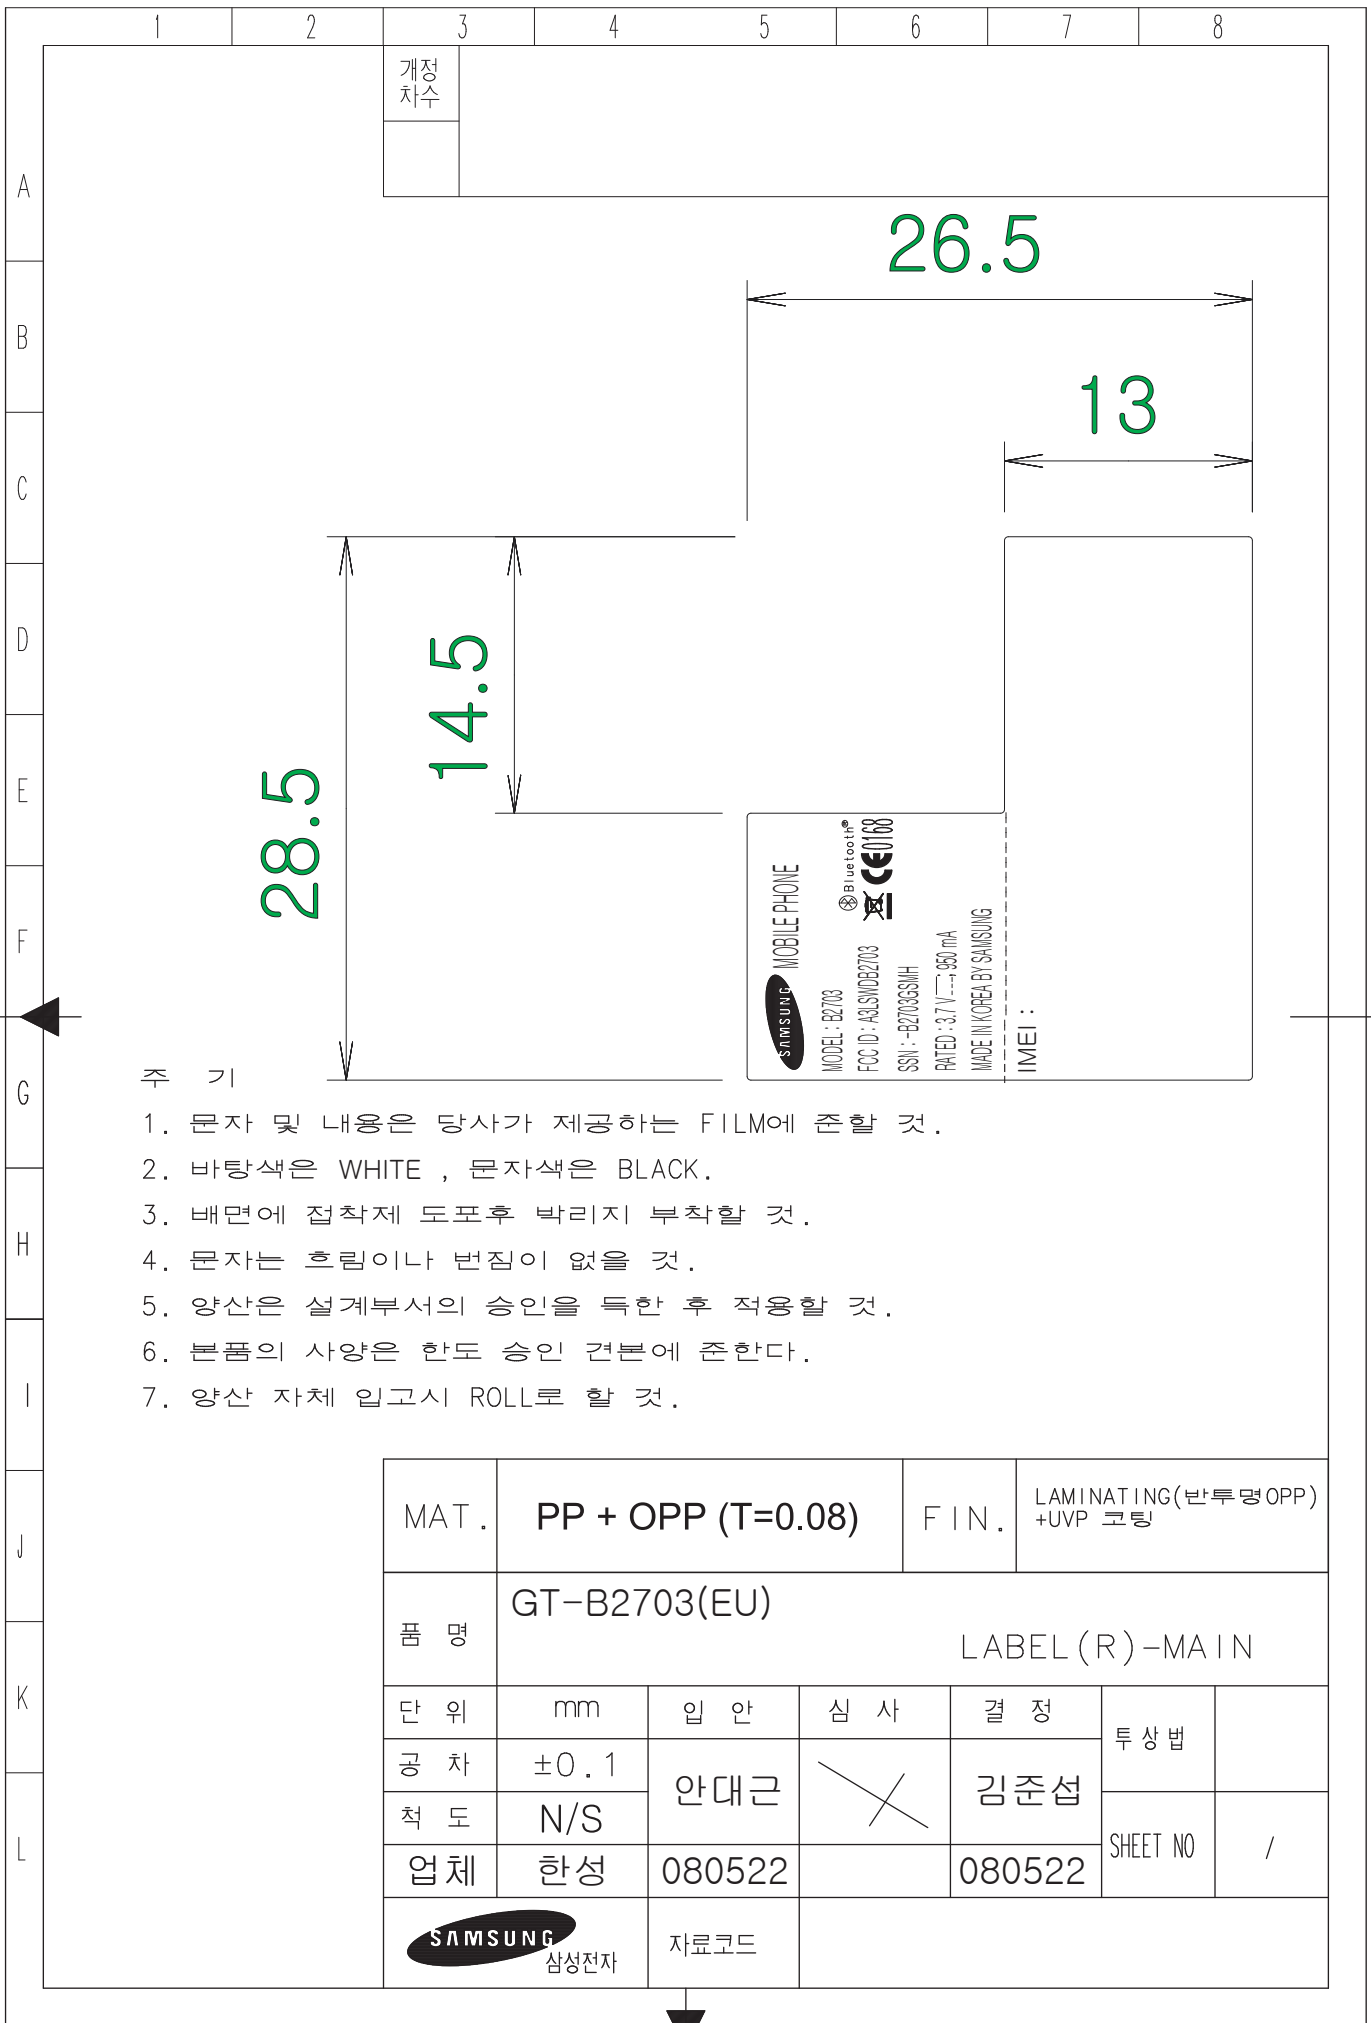 1 2 3 4 5 6 7 8
개정
차수
A
B
C
D
E
F
G
H
I
J
K
L
26.5
13
14.5
28.5
SAMSUNG MOBILE PHONE
MODEL : B2703
Bluetooth®
FCC ID : A3LSWDB2703
CE0168
SSN : -B2703GSMH
RATED : 3.7 V ; 950 mA
MADE IN KOREA BY SAMSUNG
IMEI :
주 기
1. 문자 및 내용은 당사가 제공하는 FILM에 준할 것.
2. 바탕색은 WHITE , 문자색은 BLACK.
3. 배면에 접착제 도포후 박리지 부착할 것.
4. 문자는 흐림이나 번짐이 없을 것.
5. 양산은 설계부서의 승인을 득한 후 적용할 것.
6. 본품의 사양은 한도 승인 견본에 준한다.
7. 양산 자체 입고시 ROLL로 할 것.
MAT. PP + OPP (T=0.08) FIN. LAMINATING(반투명OPP)
+UVP 코팅
품 명 GT-B2703(EU)
LABEL(R)-MAIN
단 위 mm 입 안 심 사 결 정 투상법
공 차 ±0.1 안대근 김준섭
척 도 N/S SHEET NO /
업체 한성 080522 080522
SAMSUNG 삼성전자 자료코드